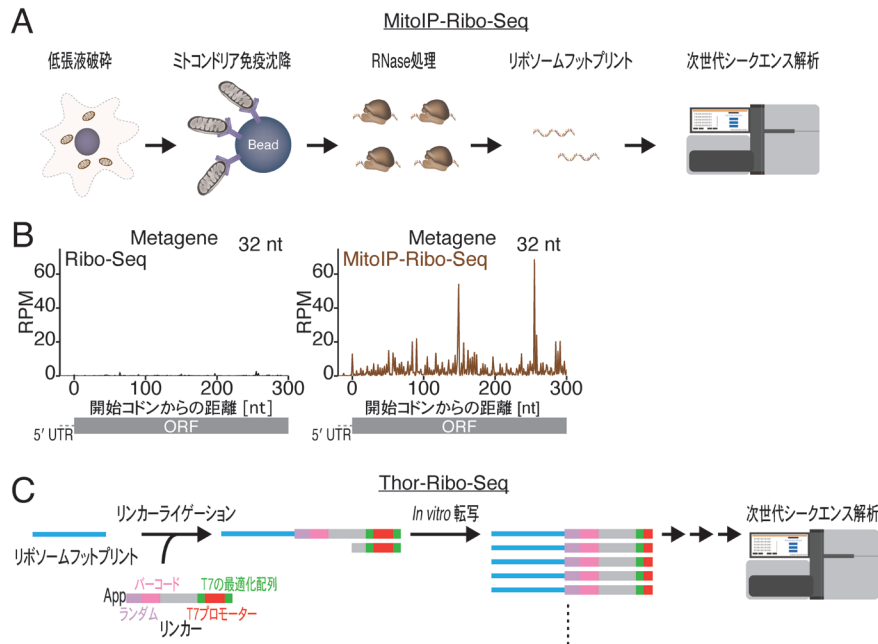 A
MitoIP-Ribo-Seq
低張液破砕
ミトコンドリア免疫沈降
RNase処理
リボソームフットプリント
次世代シークエンス解析
Bead
B
Metagene
32 nt
Ribo-Seq
RPM
60
40
20
0
0
100
200
300
開始コドンからの距離 [nt]
ORF
5′ UTR
Metagene
32 nt
MitoIP-Ribo-Seq
RPM
60
40
20
0
0
100
200
300
開始コドンからの距離 [nt]
ORF
5′ UTR
C
Thor-Ribo-Seq
リンカーライゲーション
In vitro 転写
次世代シークエンス解析
リボソームフットプリント
バーコード
T7の最適化配列
App
ランダム
T7プロモーター
リンカー